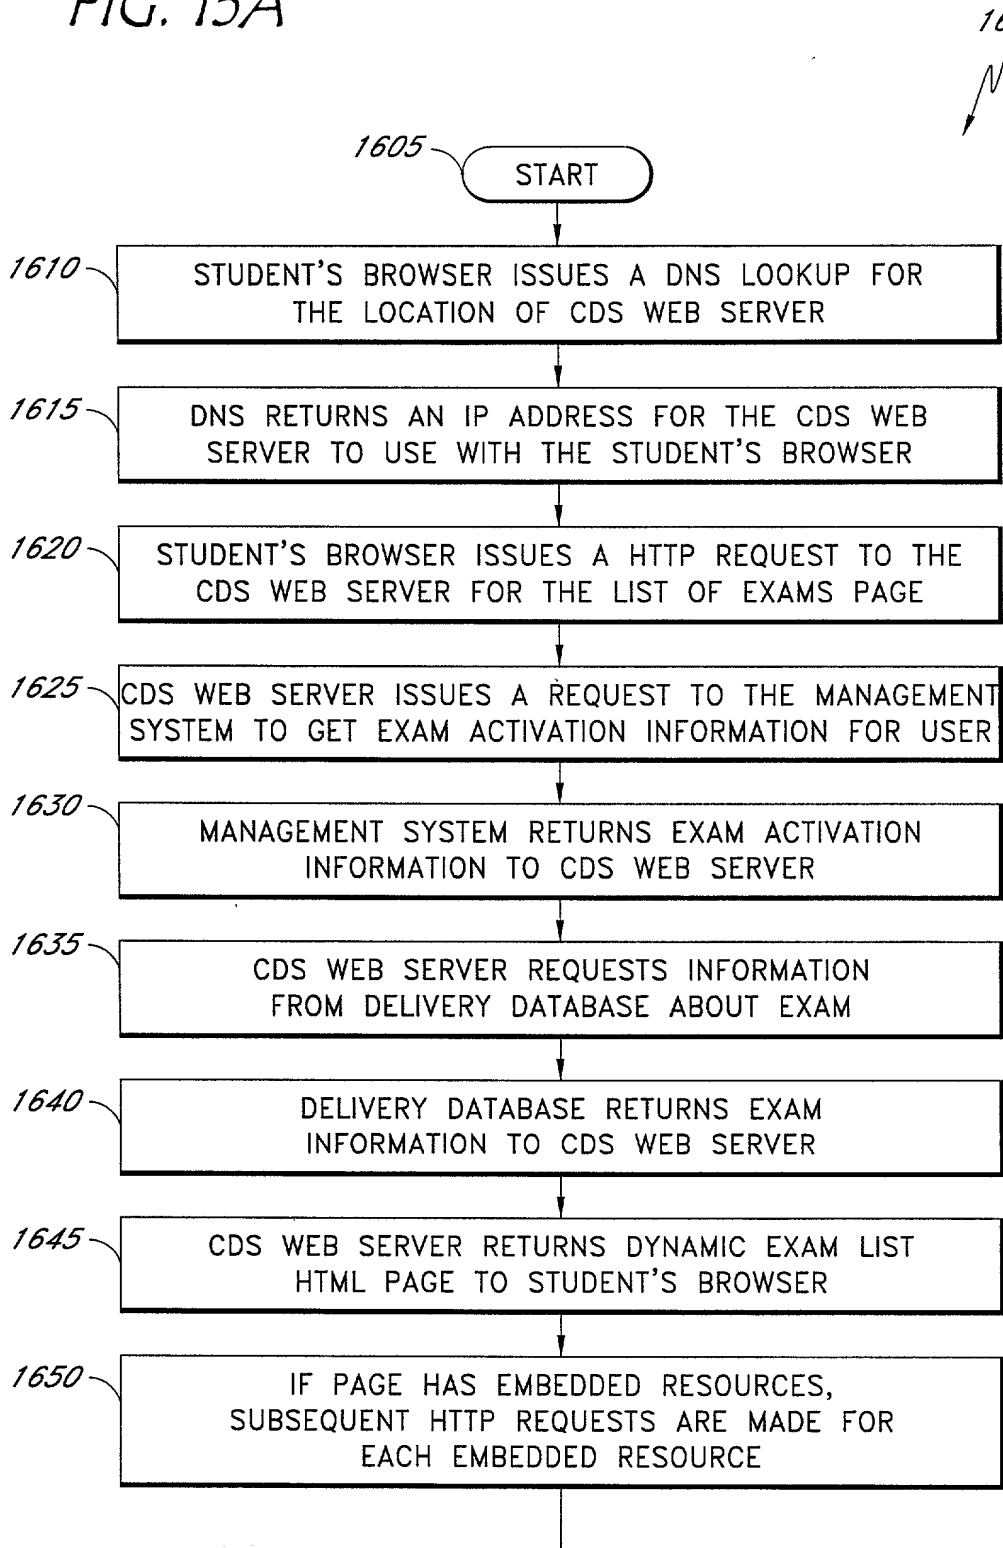 FIG. 15A
1605
START
1610
STUDENT'S BROWSER ISSUES A DNS LOOKUP FOR
THE LOCATION OF CDS WEB SERVER
1615
DNS RETURNS AN IP ADDRESS FOR THE CDS WEB
SERVER TO USE WITH THE STUDENT'S BROWSER
1620
STUDENT'S BROWSER ISSUES A HTTP REQUEST TO THE
CDS WEB SERVER FOR THE LIST OF EXAMS PAGE
1625
CDS WEB SERVER ISSUES A REQUEST TO THE MANAGEMENT
SYSTEM TO GET EXAM ACTIVATION INFORMATION FOR USER
1630
MANAGEMENT SYSTEM RETURNS EXAM ACTIVATION
INFORMATION TO CDS WEB SERVER
1635
CDS WEB SERVER REQUESTS INFORMATION
FROM DELIVERY DATABASE ABOUT EXAM
1640
DELIVERY DATABASE RETURNS EXAM
INFORMATION TO CDS WEB SERVER
1645
CDS WEB SERVER RETURNS DYNAMIC EXAM LIST
HTML PAGE TO STUDENT'S BROWSER
1650
IF PAGE HAS EMBEDDED RESOURCES,
SUBSEQUENT HTTP REQUESTS ARE MADE FOR
EACH EMBEDDED RESOURCE